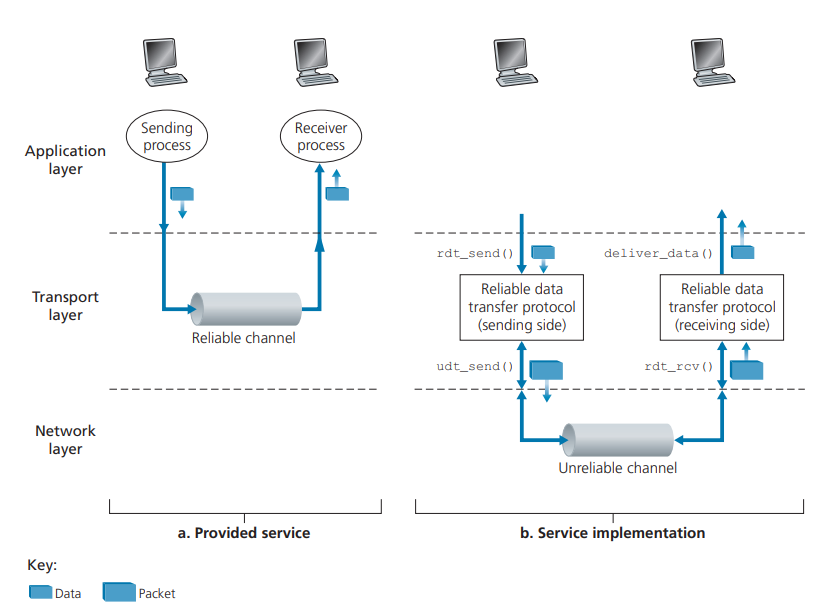 Sending
process
Receiver
process
Application
layer
rdt_send()
deliver_data()
Transport
layer
Reliable channel
Reliable data
transfer protocol
(sending side)
Reliable data
transfer protocol
(receiving side)
udt_send()
rdt_rcv()
Network
layer
Unreliable channel
a. Provided service
b. Service implementation
Key:
Data
Packet